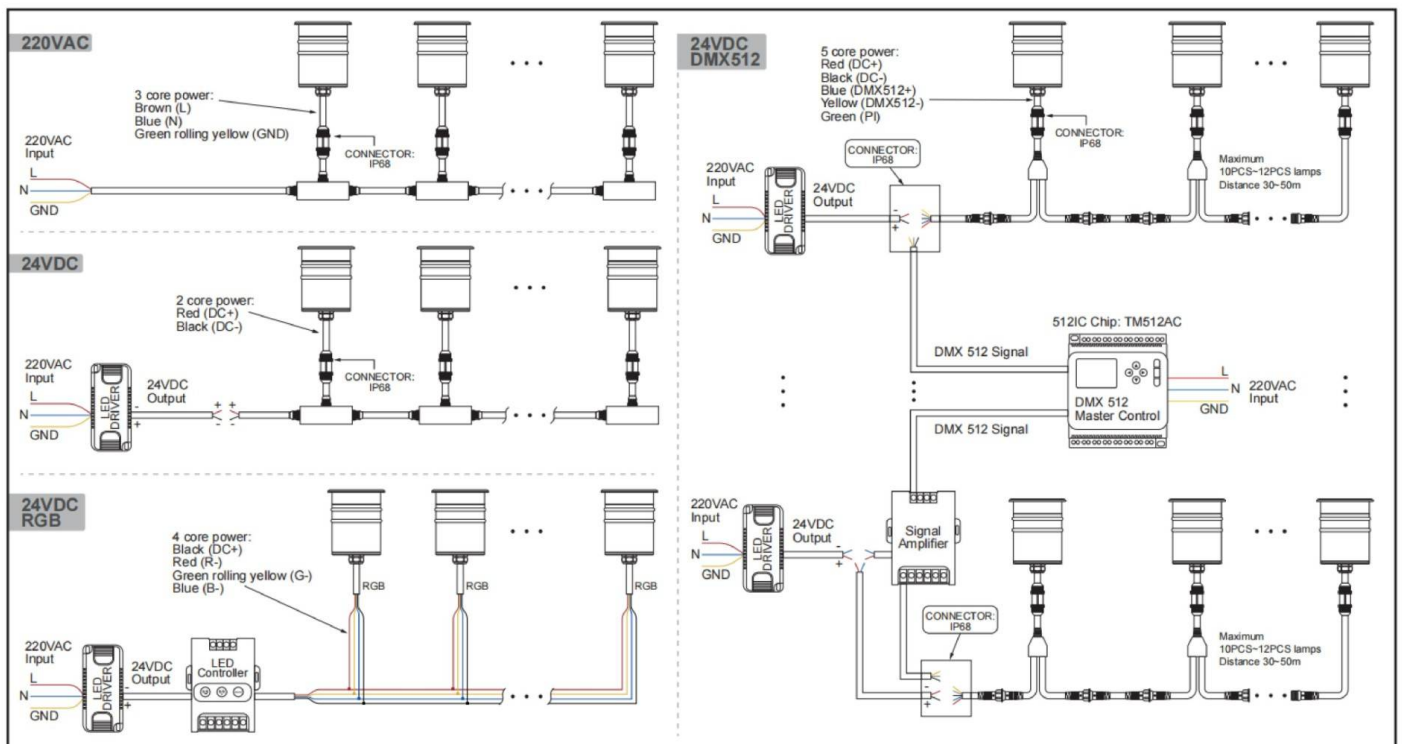 220VAC
3 core power:
Brown (L)
Blue (N)
Green rolling yellow (GND)
CONNECTOR:
IP68
220VAC
Input
L
N
GND
24VDC
2 core power:
Red (DC+)
Black (DC-)
CONNECTOR:
IP68
220VAC
Input
L
N
GND
LED
DRIVER
24VDC
Output
-
+
+ +
- -
24VDC
RGB
4 core power:
Black (DC+)
Red (R-)
Green rolling yellow (G-)
Blue (B-)
RGB
RGB
RGB
220VAC
Input
L
N
GND
LED
DRIVER
24VDC
Output
-
+
LED
Controller
24VDC
DMX512
5 core power:
Red (DC+)
Black (DC-)
Blue (DMX512+)
Yellow (DMX512-)
Green (PI)
CONNECTOR:
IP68
CONNECTOR:
IP68
Maximum
10PCS~12PCS lamps
Distance 30~50m
220VAC
Input
L
N
GND
LED
DRIVER
24VDC
Output
-
+
512IC Chip: TM512AC
DMX 512 Signal
DMX 512
Master Control
L
N
GND
220VAC
Input
DMX 512 Signal
220VAC
Input
L
N
GND
LED
DRIVER
24VDC
Output
-
+
Signal
Amplifier
CONNECTOR:
IP68
-
+
Maximum
10PCS~12PCS lamps
Distance 30~50m